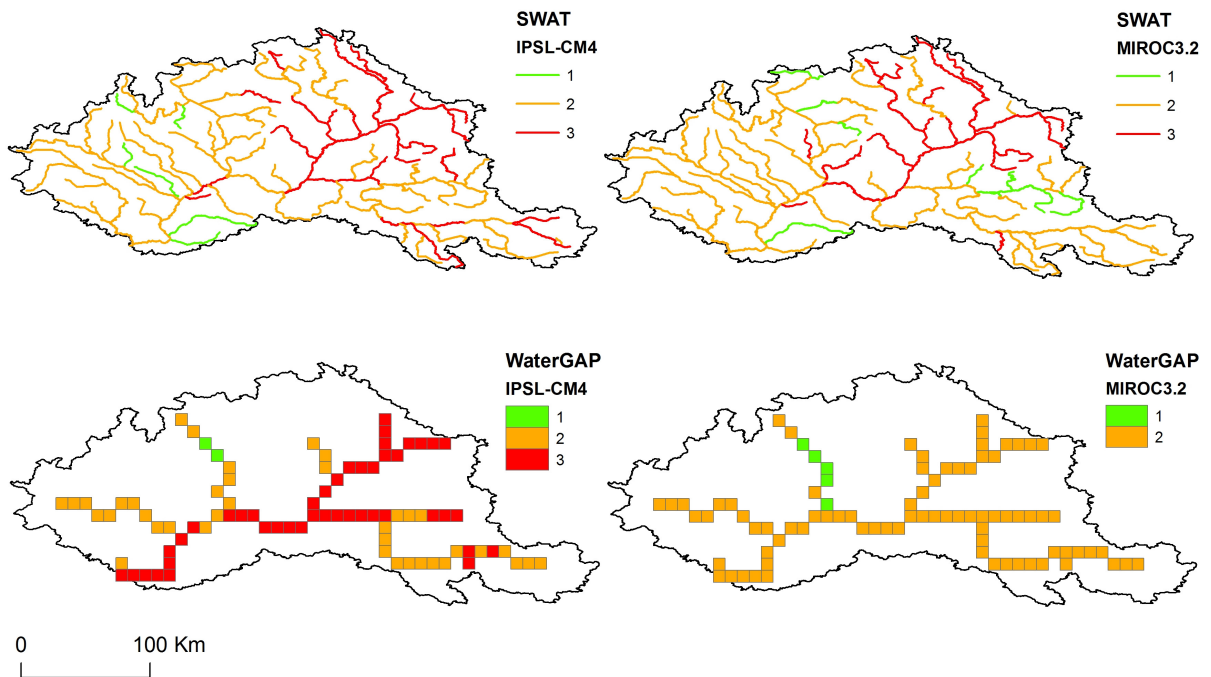 SWAT
IPSL-CM4
1
2
3
SWAT
MIROC3.2
1
2
3
WaterGAP
IPSL-CM4
1
2
3
WaterGAP
MIROC3.2
1
2
0 100 Km